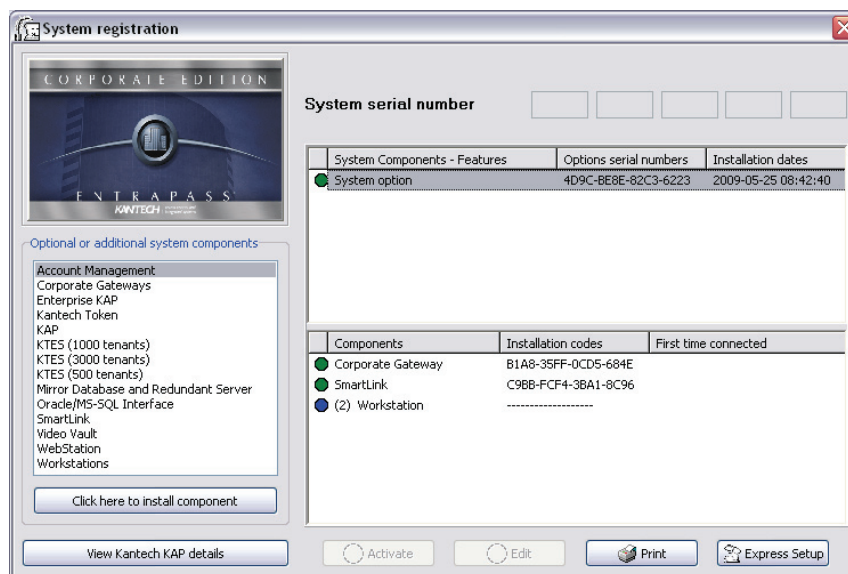 System registration
CORPORATE EDITION
ENTRAPASS
KANTECH
System serial number
System Components - Features Options serial numbers Installation dates
System option 4D9C-BE8E-82C3-6223 2009-05-25 08:42:40
Optional or additional system components
Account Management
Corporate Gateways
Enterprise KAP
Kantech Token
KAP
KTES (1000 tenants)
KTES (3000 tenants)
KTES (500 tenants)
Mirror Database and Redundant Server
Oracle/MS-SQL Interface
SmartLink
Video Vault
WebStation
Workstations
Click here to install component
View Kantech KAP details
Components Installation codes First time connected
Corporate Gateway B1A8-35FF-0CD5-684E
SmartLink C9BB-FCF4-3BA1-8C96
(2) Workstation -------------------
Activate
Edit
Print
Express Setup